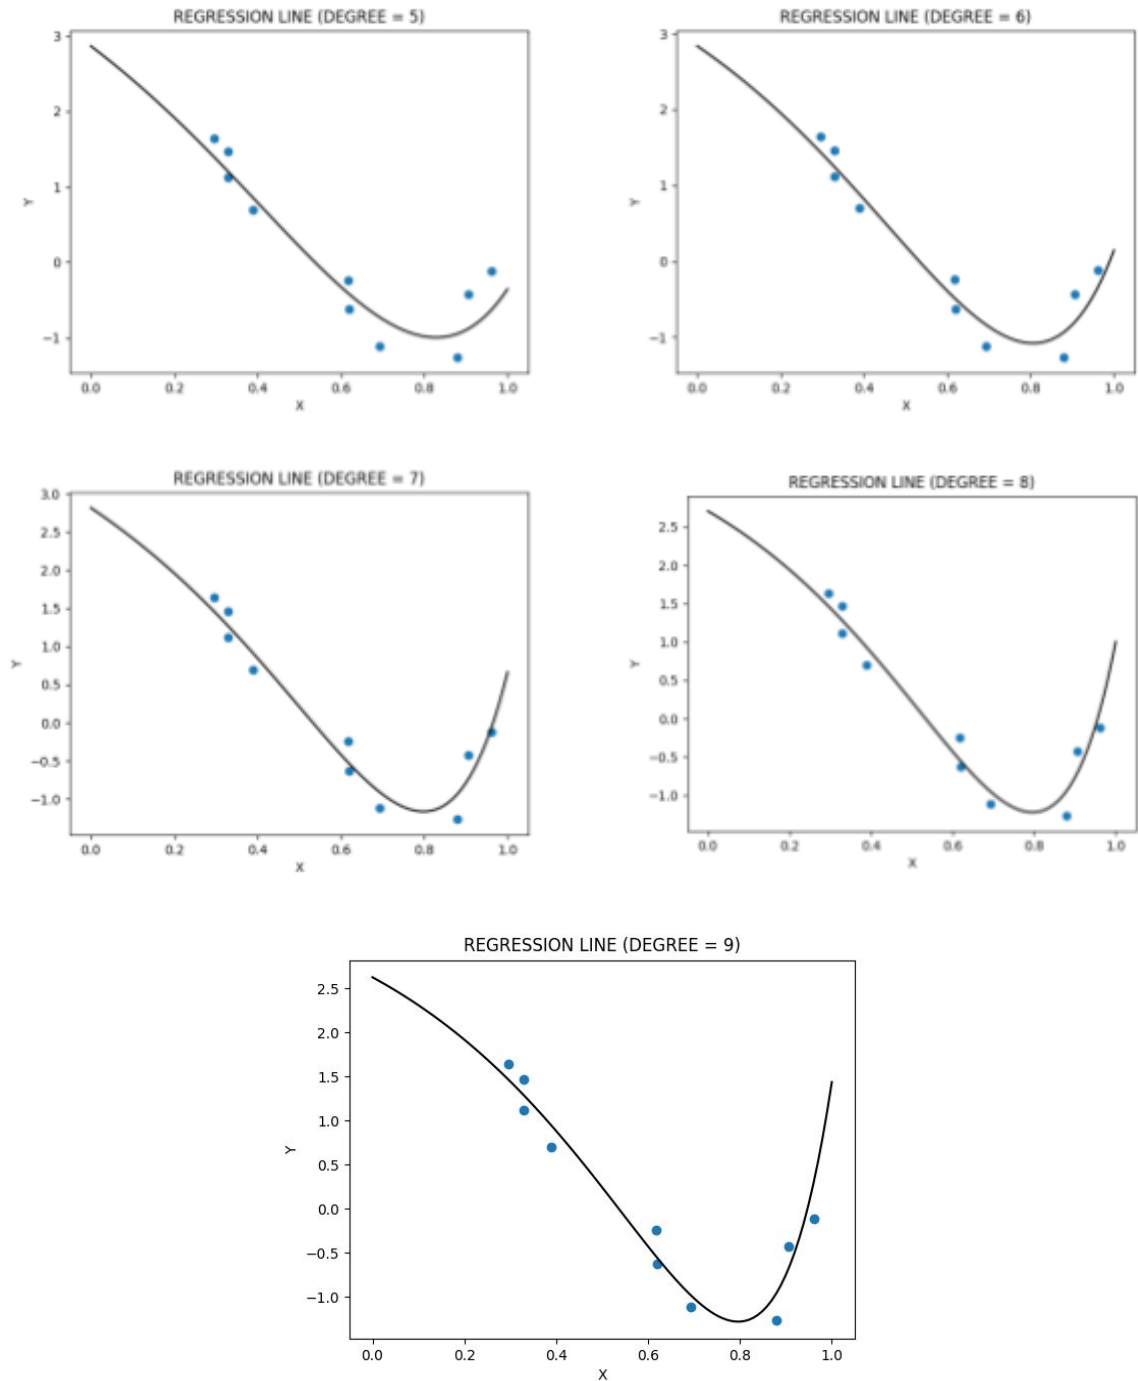 REGRESSION LINE (DEGREE = 5)
3
2
1
0
−1
Y
0.0 0.2 0.4 0.6 0.8 1.0
X
REGRESSION LINE (DEGREE = 6)
3
2
1
0
−1
Y
0.0 0.2 0.4 0.6 0.8 1.0
X
REGRESSION LINE (DEGREE = 7)
3.0
2.5
2.0
1.5
1.0
0.5
0.0
−0.5
−1.0
Y
0.0 0.2 0.4 0.6 0.8 1.0
X
REGRESSION LINE (DEGREE = 8)
2.5
2.0
1.5
1.0
0.5
0.0
−0.5
−1.0
Y
0.0 0.2 0.4 0.6 0.8 1.0
X
REGRESSION LINE (DEGREE = 9)
2.5
2.0
1.5
1.0
0.5
0.0
−0.5
−1.0
Y
0.0 0.2 0.4 0.6 0.8 1.0
X